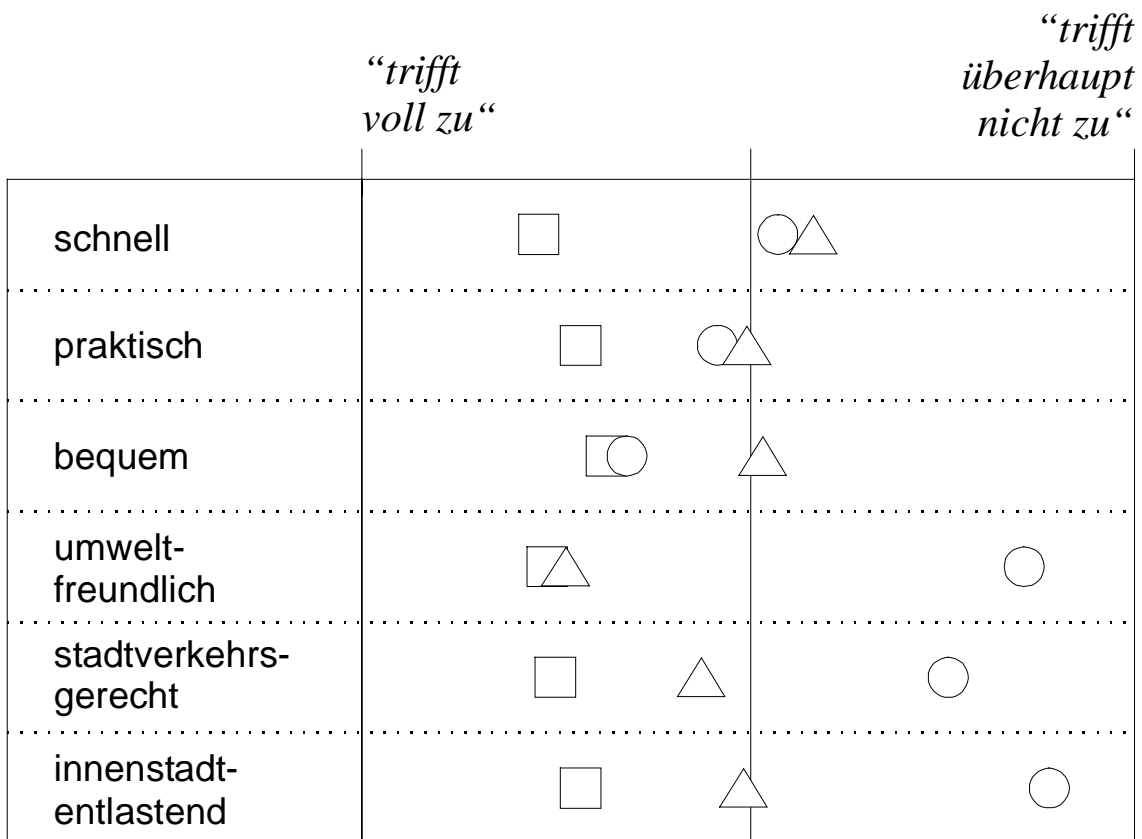 “trifft
voll zu“
“trifft
überhaupt
nicht zu“
schnell
praktisch
bequem
umwelt-
freundlich
stadtverkehrs-
gerecht
innenstadt-
entlastend